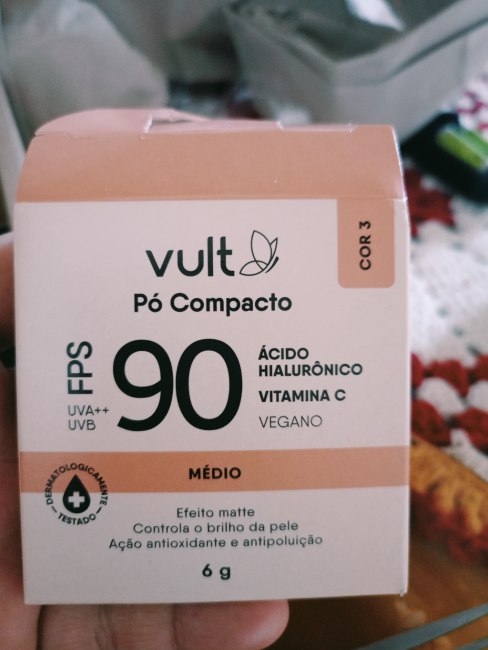 vult
COR 3
Pó Compacto
FPS
90
UVA++
UVB
ÁCIDO
HIALURÔNICO
VITAMINA C
VEGANO
MÉDIO
DERMATOLOGICAMENTE
TESTADO
Efeito matte
Controla o brilho da pele
Ação antioxidante e antipoluição
6 g